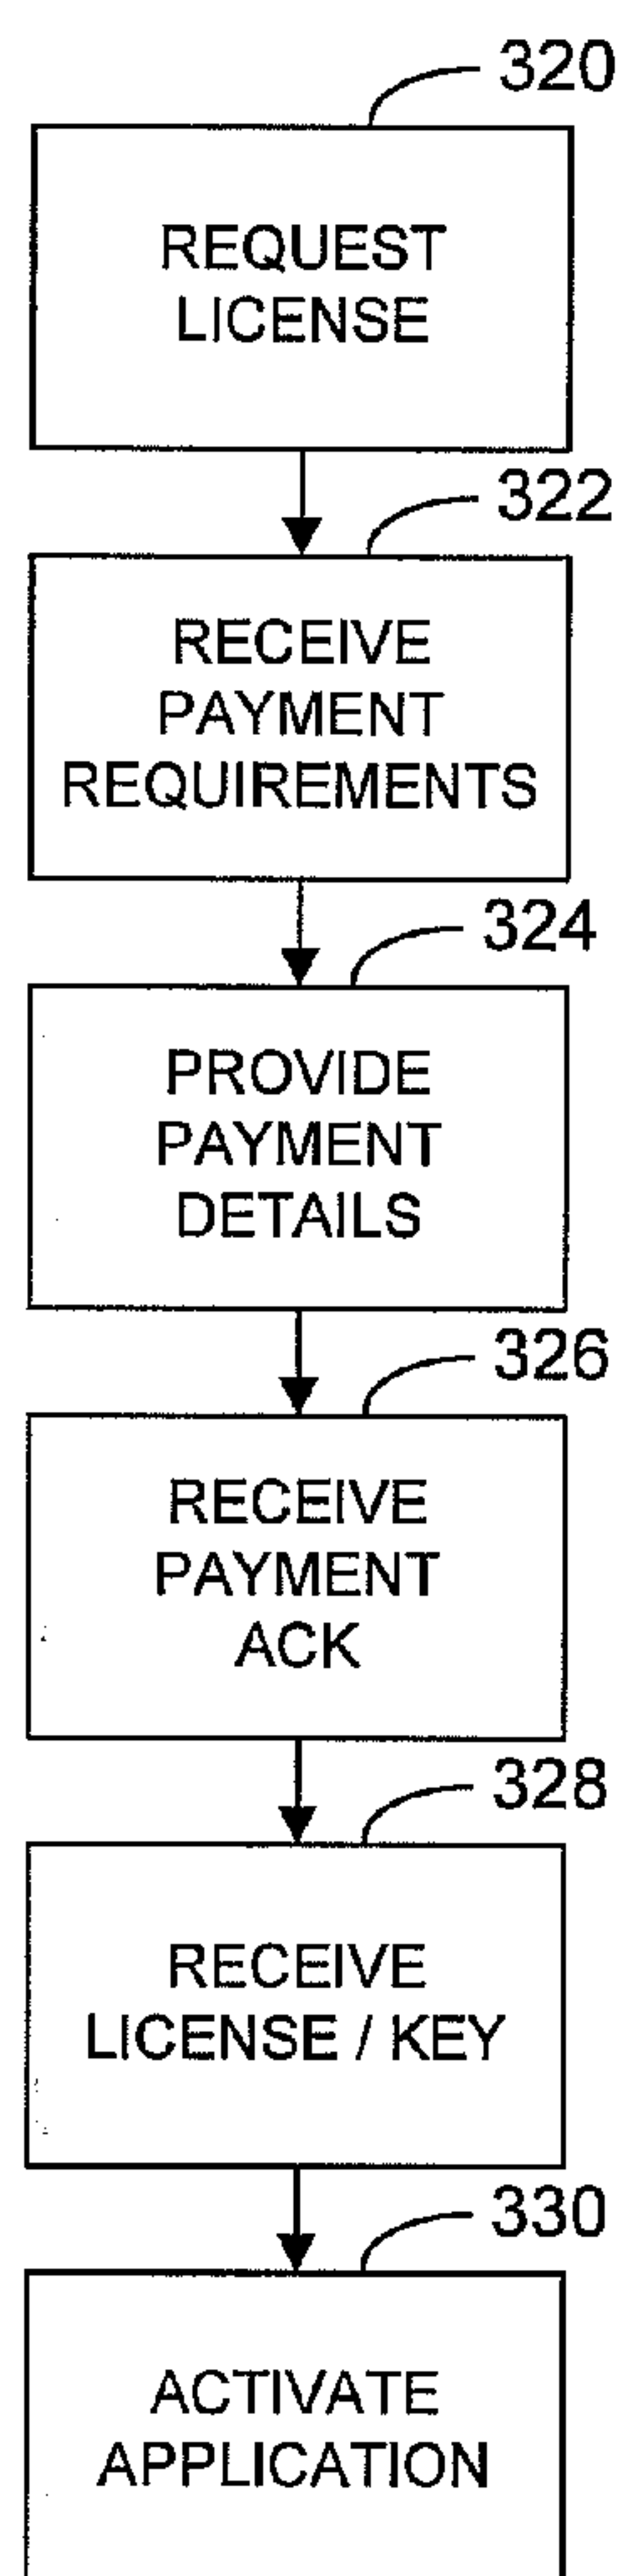 320
REQUEST
LICENSE
322
RECEIVE
PAYMENT
REQUIREMENTS
324
PROVIDE
PAYMENT
DETAILS
326
RECEIVE
PAYMENT
ACK
328
RECEIVE
LICENSE / KEY
330
ACTIVATE
APPLICATION